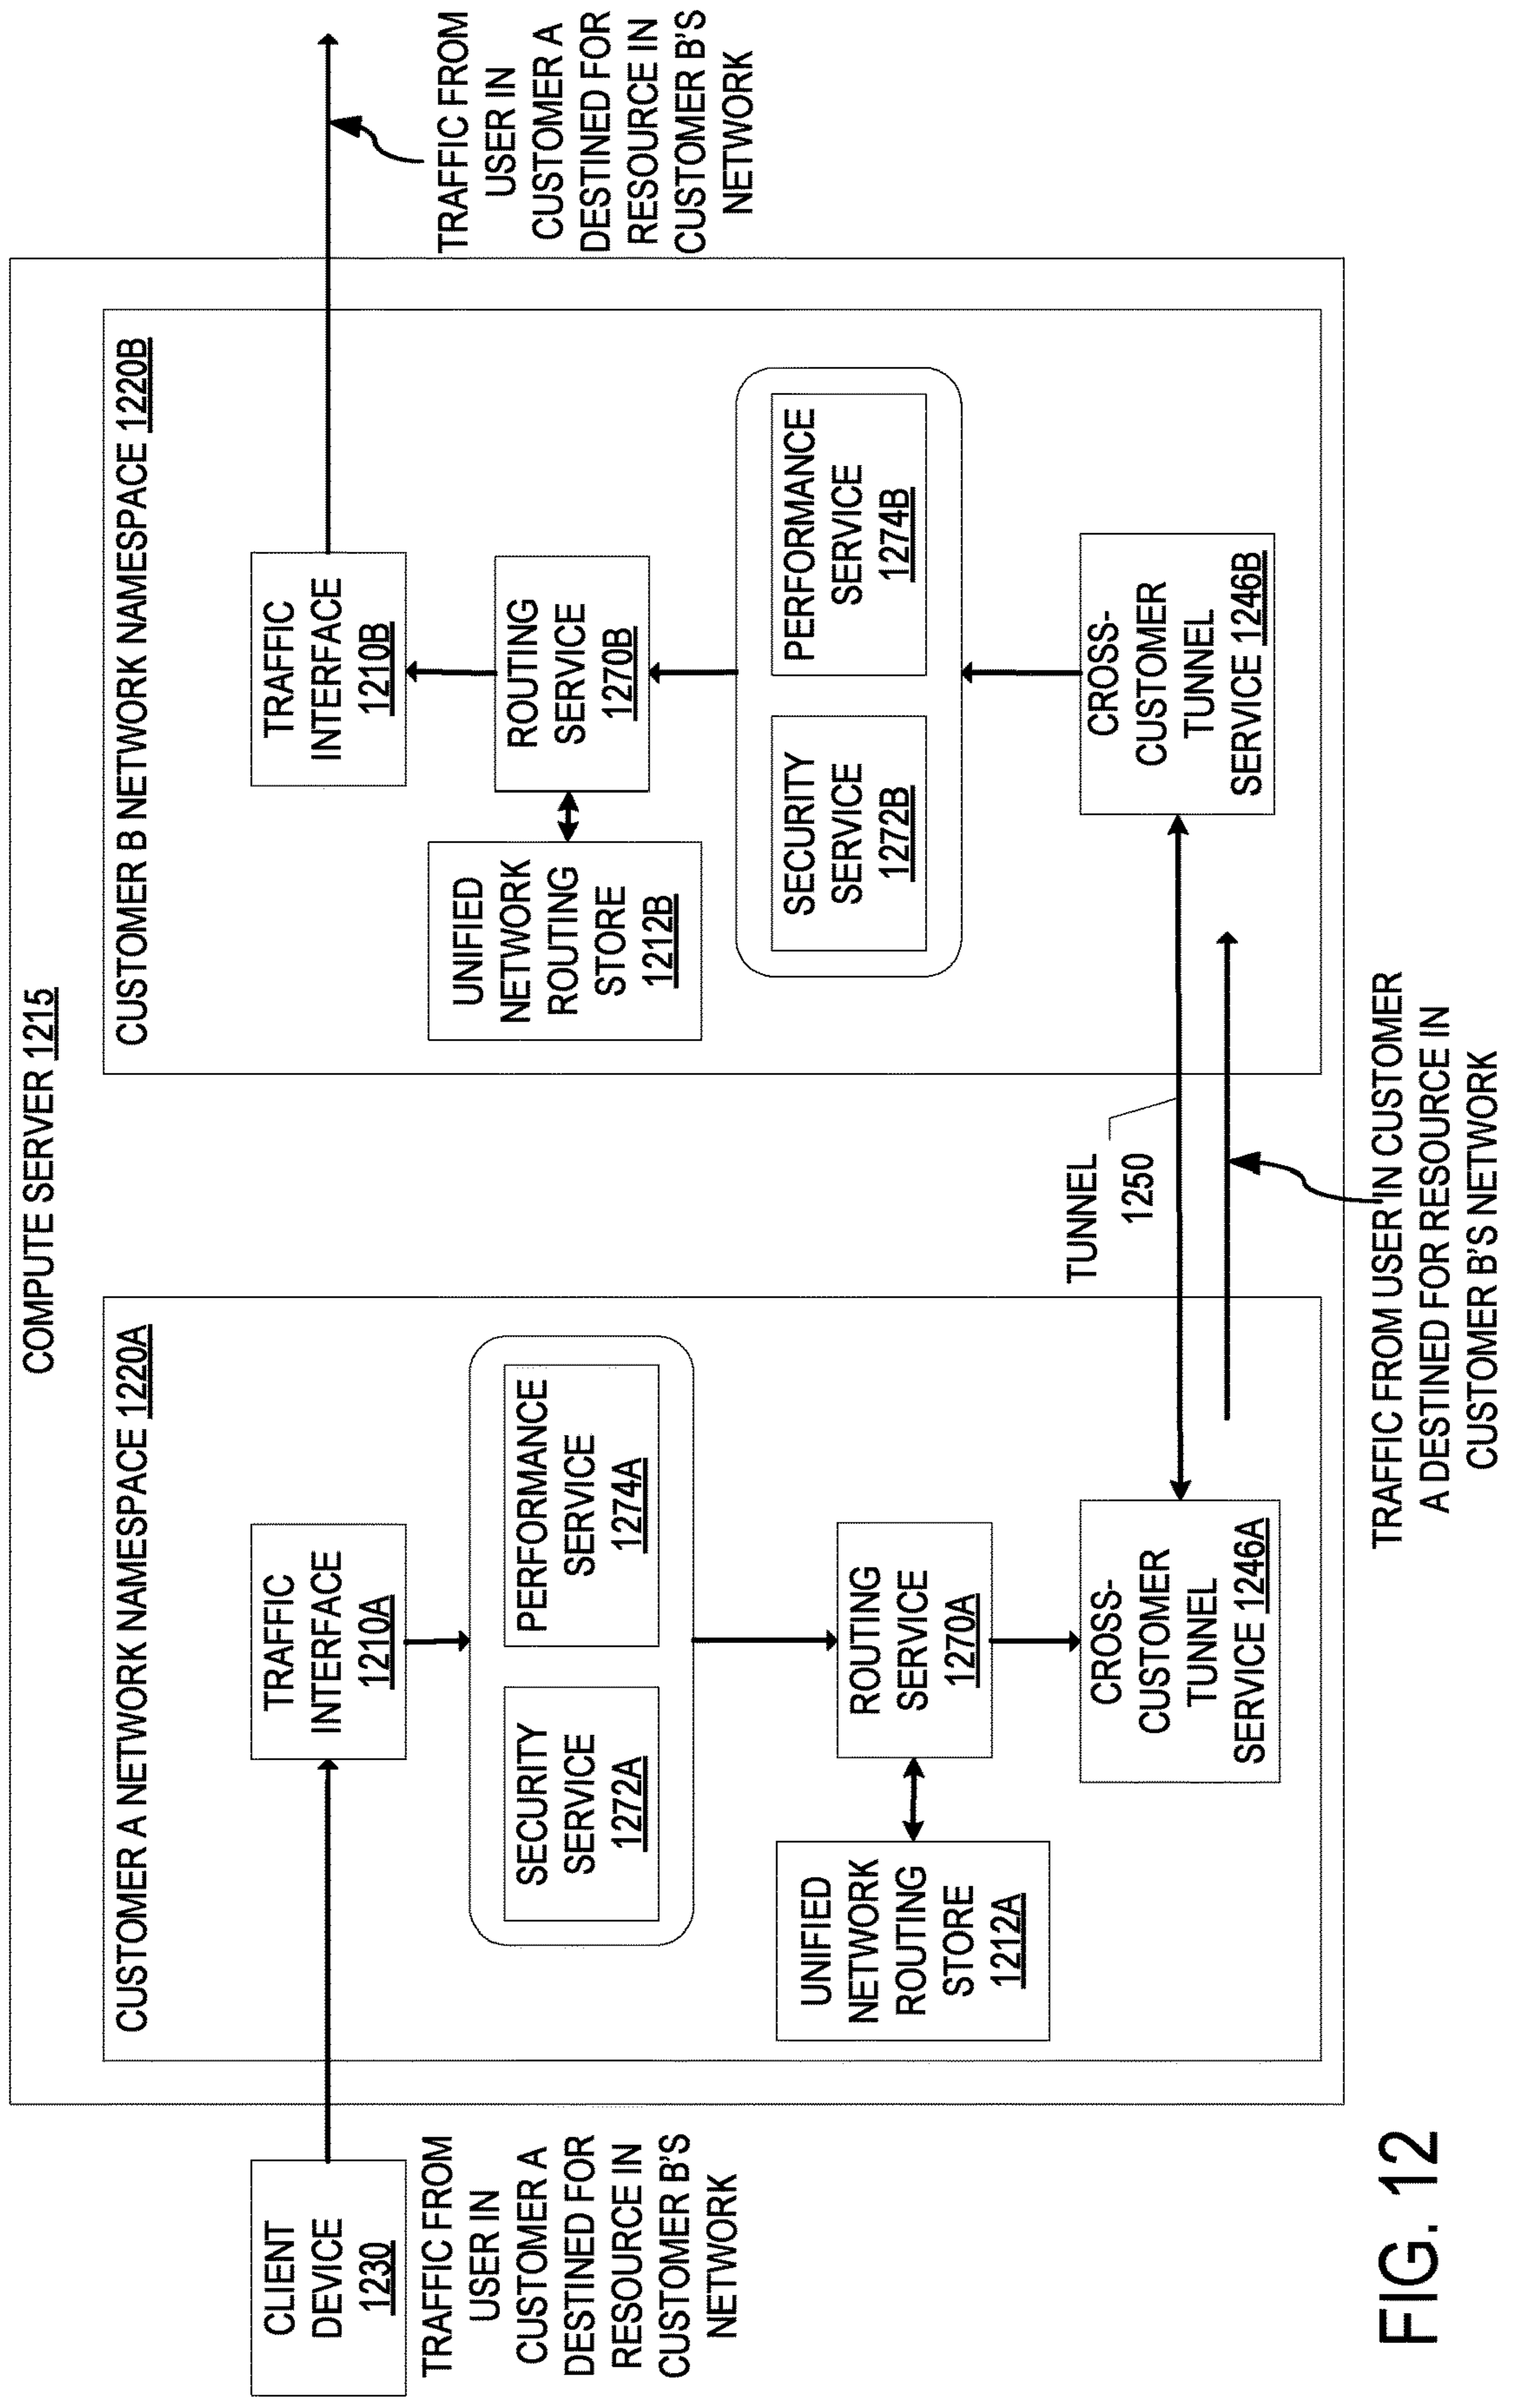 COMPUTE SERVER 1215
CUSTOMER A NETWORK NAMESPACE 1220A
CLIENT
DEVICE
1230
TRAFFIC FROM
USER IN
CUSTOMER A
DESTINED FOR
RESOURCE IN
CUSTOMER B'S
NETWORK
TRAFFIC
INTERFACE
1210A
SECURITY
SERVICE
1272A
PERFORMANCE
SERVICE
1274A
UNIFIED
NETWORK
ROUTING
STORE
1212A
ROUTING
SERVICE
1270A
CROSS-
CUSTOMER
TUNNEL
SERVICE 1246A
TUNNEL
1250
TRAFFIC FROM USER IN CUSTOMER
A DESTINED FOR RESOURCE IN
CUSTOMER B'S NETWORK
CUSTOMER B NETWORK NAMESPACE 1220B
TRAFFIC
INTERFACE
1210B
UNIFIED
NETWORK
ROUTING
STORE
1212B
ROUTING
SERVICE
1270B
SECURITY
SERVICE
1272B
PERFORMANCE
SERVICE
1274B
CROSS-
CUSTOMER
TUNNEL
SERVICE 1246B
TRAFFIC FROM
USER IN
CUSTOMER A
DESTINED FOR
RESOURCE IN
CUSTOMER B'S
NETWORK
FIG. 12